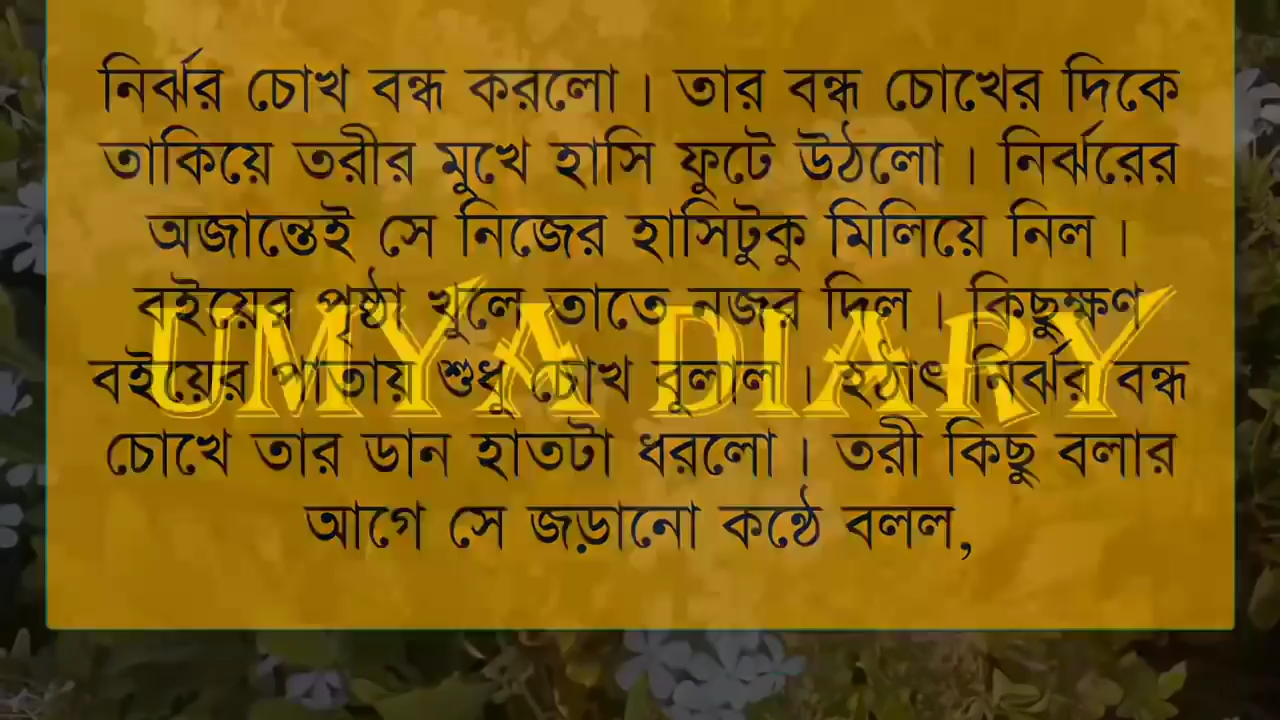 নির্ঝর চোখ বন্ধ করলো। তার বন্ধ চোখের দিকে
তাকিয়ে তরীর মুখে হাসি ফুটে উঠলো। নির্ঝরের
অজান্তেই সে নিজের হাসিটুকু মিলিয়ে নিল।
বইয়ের পৃষ্ঠা খুলে তাতে নজর দিল। কিছুক্ষণ
UMYA DIARY
বইয়ের পাতায় শুধু চোখ বুলাল। হঠাৎ নির্ঝর বন্ধ
চোখে তার ডান হাতটা ধরলো। তরী কিছু বলার
আগে সে জড়ানো কন্ঠে বলল,